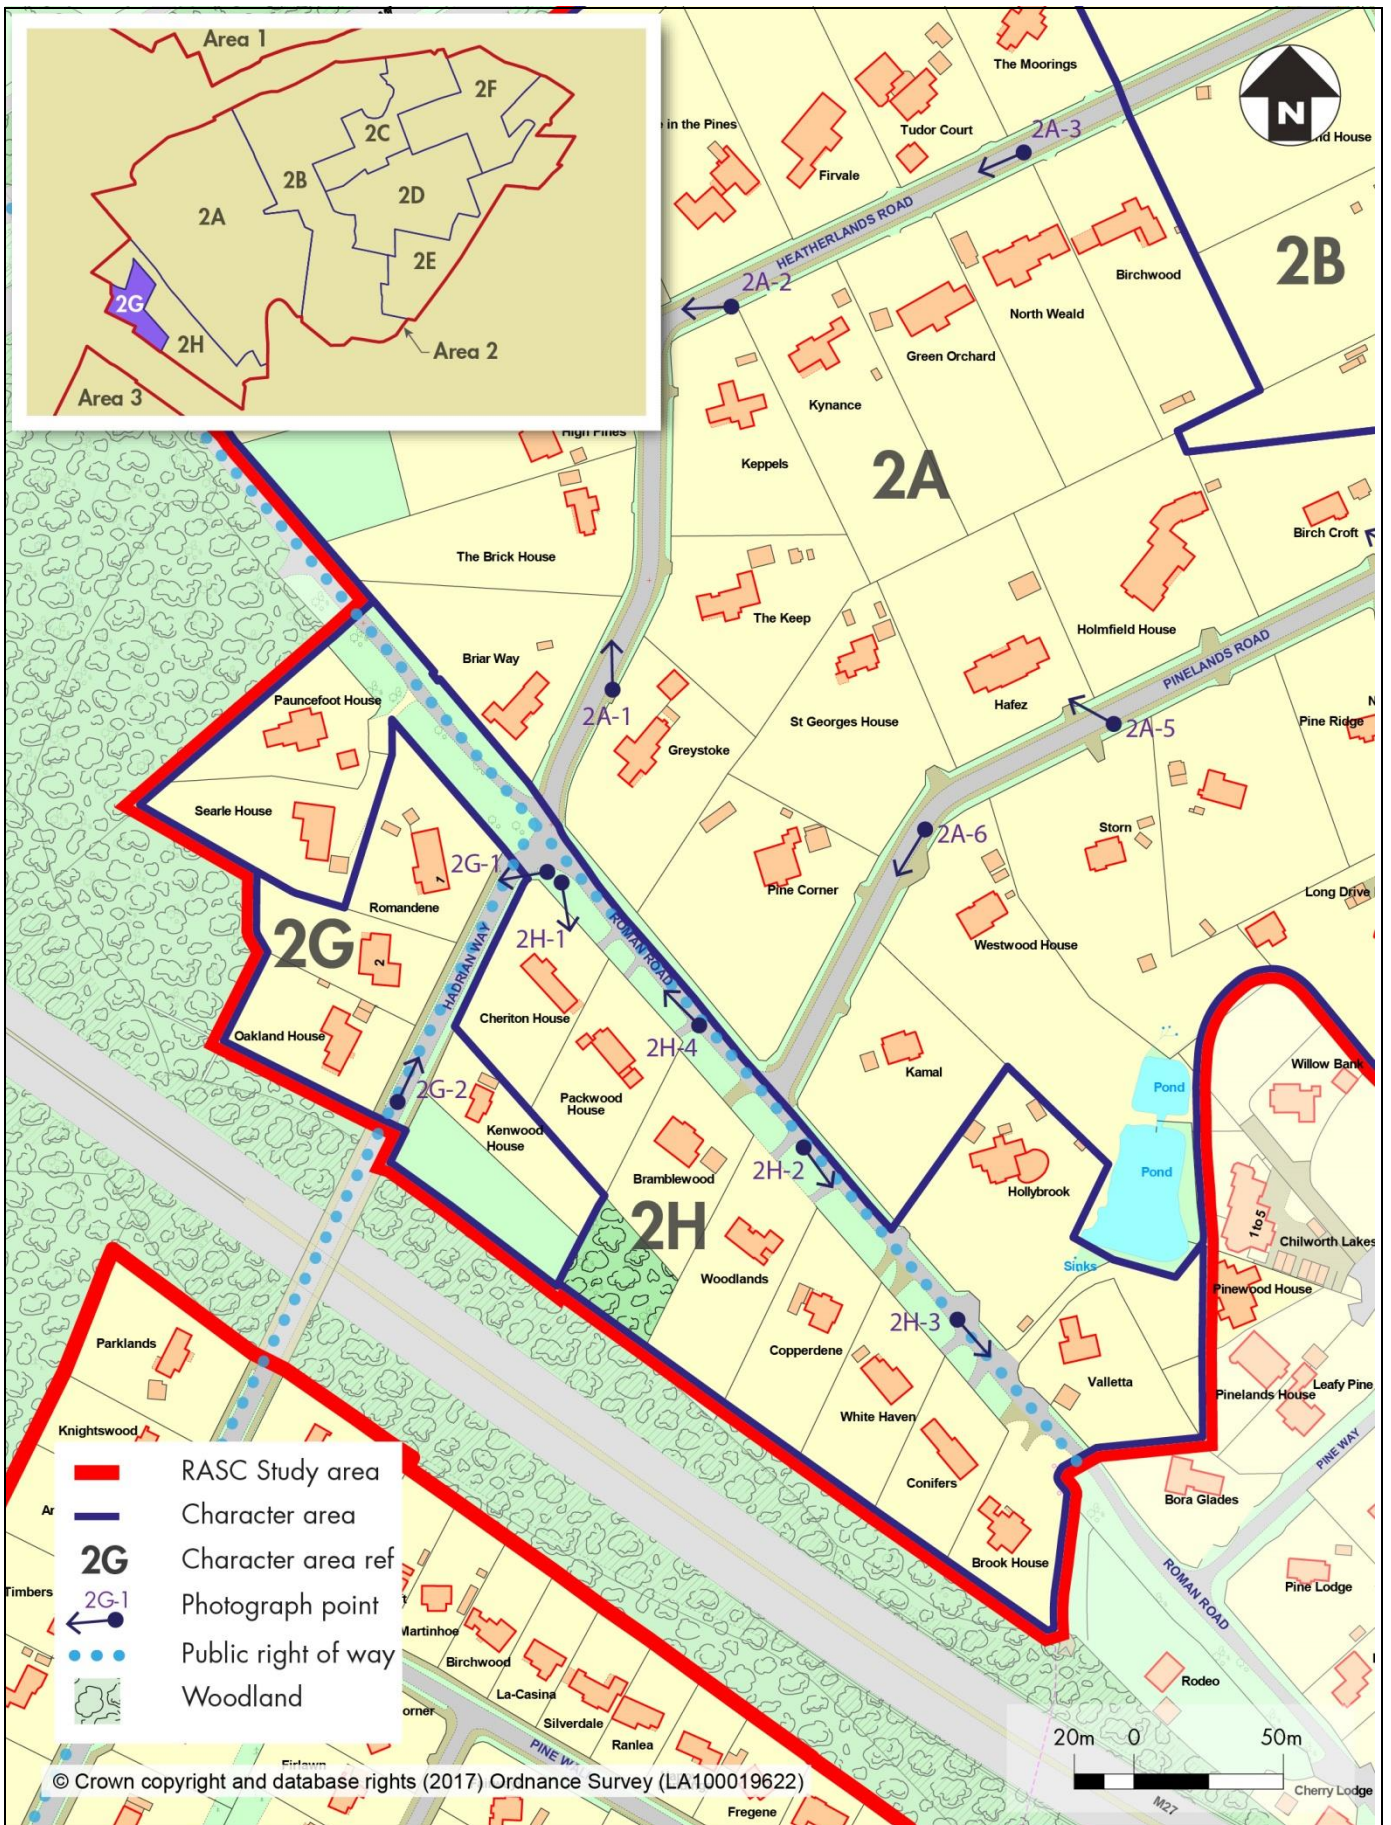 Area 1
2F
2C
2B
2D
2A
2E
2G
2H
Area 2
Area 3
N
The Moorings
in the Pines
Tudor Court
2A-3
Firvale
HEATHERLANDS ROAD
Birchwood
2B
2A-2
North Weald
Green Orchard
Kynance
Keppels
2A
High Pines
The Brick House
Birch Croft
The Keep
Holmfield House
Briar Way
PINELANDS ROAD
Pauncefoot House
Hafez
2A-1
St Georges House
2A-5
Pine Ridge
Greystoke
Searle House
Storn
2A-6
2G-1
1
Pine Corner
Long Drive
Romandene
2G
2H-1
ROMAN ROAD
Westwood House
HADRIAN WAY
2
Cheriton House
Oakland House
2H-4
Kamal
Willow Bank
2G-2
Pond
Packwood
House
Kenwood
House
2H-2
Bramblewood
Hollybrook
Pond
2H
1 to 5
Chilworth Lakes
Woodlands
Sinks
Pinewood House
2H-3
Parklands
Copperdene
Valletta
Pinelands House
Leafy Pine
White Haven
Knightswood
PINE WAY
Conifers
Bora Glades
Brook House
ROMAN ROAD
Pine Lodge
RASC Study area
Character area
2G
Character area ref
2G-1
Photograph point
Public right of way
Woodland
Timbers
Martinhoe
Birchwood
La-Casina
Silverdale
Ranlea
orner
PINE WALK
Firlawn
Fregene
Rodeo
20m 0 50m
M27
Cherry Lodge
© Crown copyright and database rights (2017) Ordnance Survey (LA100019622)